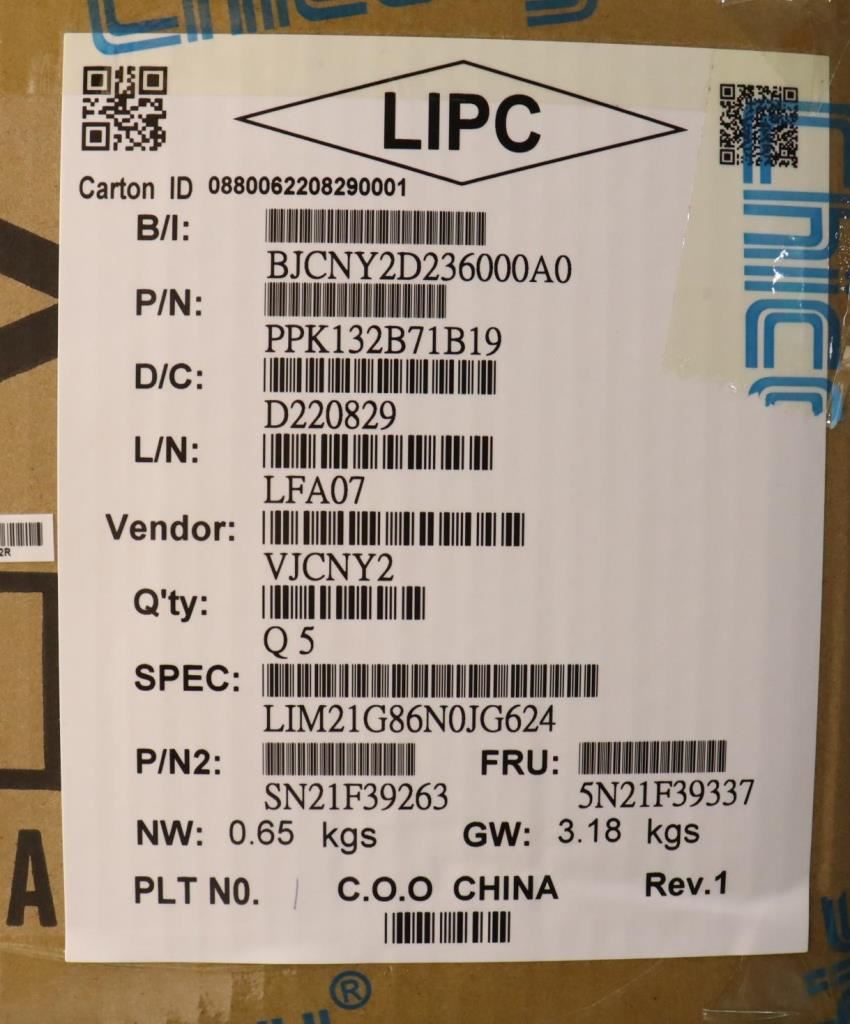 LIPC
Carton ID 0880062208290001
B/I:
BJCNY2D236000A0
P/N:
PPK132B71B19
D/C:
D220829
L/N:
LFA07
Vendor:
VJCNY2
Q'ty:
Q 5
SPEC:
LIM21G86N0JG624
P/N2: FRU:
SN21F39263 5N21F39337
NW: 0.65 kgs GW: 3.18 kgs
PLT N0. C.O.O CHINA Rev.1
2R
A
®